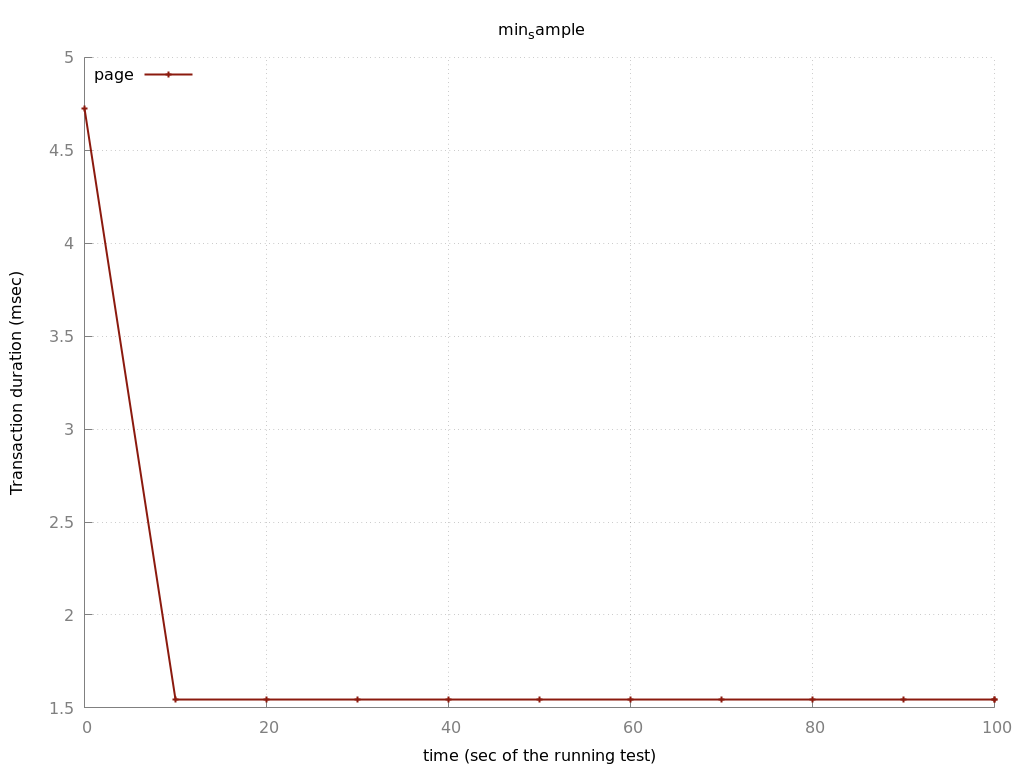 minsample
5
page
4.5
4
3.5
3
2.5
2
1.5
Transaction duration (msec)
0 20 40 60 80 100
time (sec of the running test)